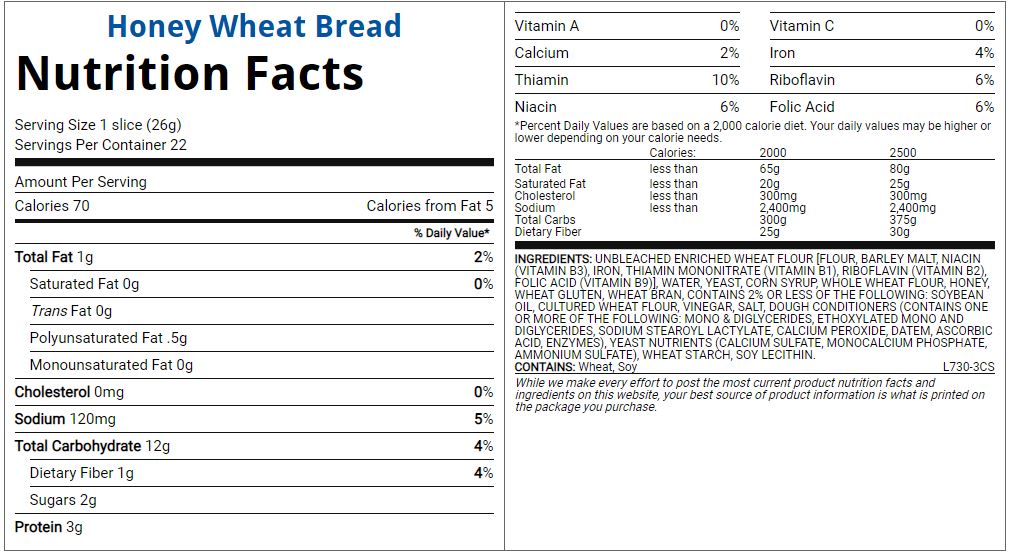 Honey Wheat Bread
Nutrition Facts
Serving Size 1 slice (26g)
Servings Per Container 22
Amount Per Serving
Calories 70 Calories from Fat 5
% Daily Value*
Total Fat 1g 2%
Saturated Fat 0g 0%
Trans Fat 0g
Polyunsaturated Fat .5g
Monounsaturated Fat 0g
Cholesterol 0mg 0%
Sodium 120mg 5%
Total Carbohydrate 12g 4%
Dietary Fiber 1g 4%
Sugars 2g
Protein 3g
Vitamin A 0% Vitamin C 0%
Calcium 2% Iron 4%
Thiamin 10% Riboflavin 6%
Niacin 6% Folic Acid 6%
*Percent Daily Values are based on a 2,000 calorie diet. Your daily values may be higher or
lower depending on your calorie needs.
Calories: 2000 2500
Total Fat less than 65g 80g
Saturated Fat less than 20g 25g
Cholesterol less than 300mg 300mg
Sodium less than 2,400mg 2,400mg
Total Carbs 300g 375g
Dietary Fiber 25g 30g
INGREDIENTS: UNBLEACHED ENRICHED WHEAT FLOUR [FLOUR, BARLEY MALT, NIACIN
(VITAMIN B3), IRON, THIAMIN MONONITRATE (VITAMIN B1), RIBOFLAVIN (VITAMIN B2),
FOLIC ACID (VITAMIN B9)], WATER, YEAST, CORN SYRUP, WHOLE WHEAT FLOUR, HONEY,
WHEAT GLUTEN, WHEAT BRAN, CONTAINS 2% OR LESS OF THE FOLLOWING: SOYBEAN
OIL, CULTURED WHEAT FLOUR, VINEGAR, SALT, DOUGH CONDITIONERS (CONTAINS ONE
OR MORE OF THE FOLLOWING: MONO & DIGLYCERIDES, ETHOXYLATED MONO AND
DIGLYCERIDES, SODIUM STEAROYL LACTYLATE, CALCIUM PEROXIDE, DATEM, ASCORBIC
ACID, ENZYMES), YEAST NUTRIENTS (CALCIUM SULFATE, MONOCALCIUM PHOSPHATE,
AMMONIUM SULFATE), WHEAT STARCH, SOY LECITHIN.
CONTAINS: Wheat, Soy L730-3CS
While we make every effort to post the most current product nutrition facts and
ingredients on this website, your best source of product information is what is printed on
the package you purchase.